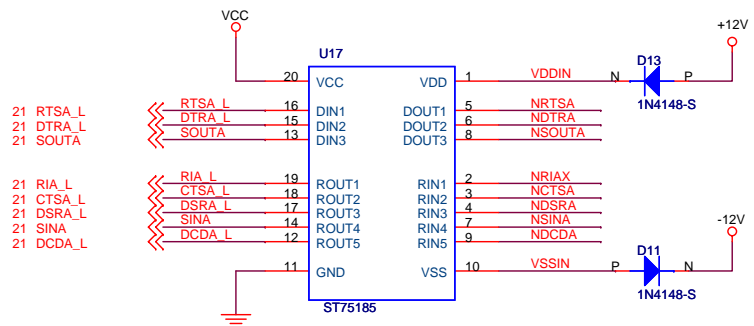 VCC +12V
U17 D13
20 VCC VDD 1 VDDIN N P
1N4148-S
21 RTSA_L RTSA_L 16 DIN1 DOUT1 5 NRTSA
21 DTRA_L DTRA_L 15 DIN2 DOUT2 6 NDTRA
21 SOUTA SOUTA 13 DIN3 DOUT3 8 NSOUTA
21 RIA_L RIA_L 19 ROUT1 RIN1 2 NRIAX
21 CTSA_L CTSA_L 18 ROUT2 RIN2 3 NCTSA
21 DSRA_L DSRA_L 17 ROUT3 RIN3 4 NDSRA
21 SINA SINA 14 ROUT4 RIN4 7 NSINA
21 DCDA_L DCDA_L 12 ROUT5 RIN5 9 NDCDA
-12V
D11
11 GND VSS 10 VSSIN P N
1N4148-S
ST75185